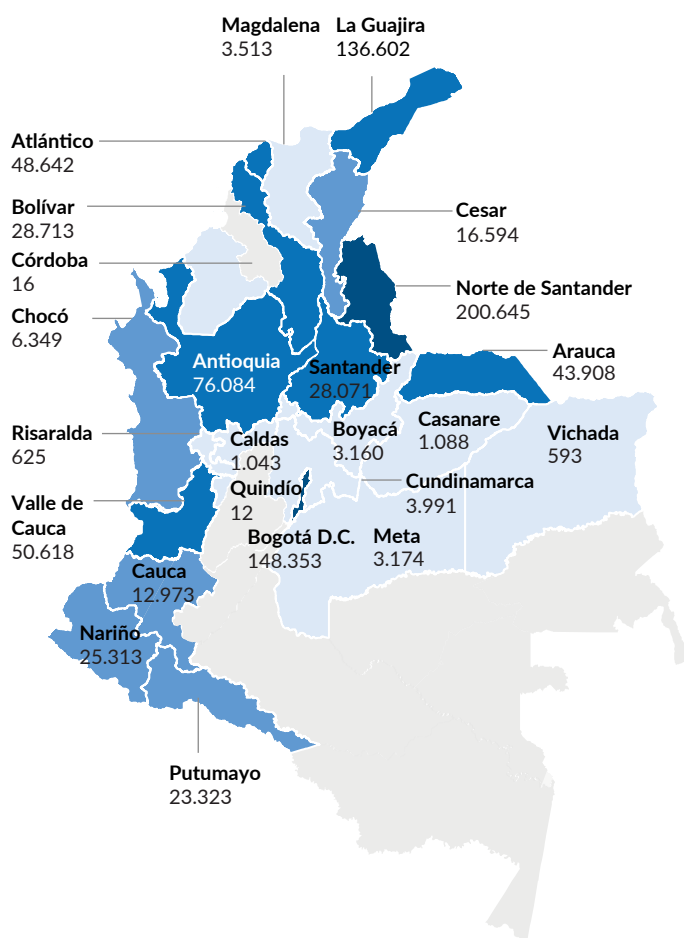 Magdalena
3.513
La Guajira
136.602
Atlántico
48.642
Bolívar
28.713
Córdoba
16
Chocó
6.349
Cesar
16.594
Norte de Santander
200.645
Arauca
43.908
Antioquia
76.084
Santander
28.071
Risaralda
625
Caldas
1.043
Boyacá
3.160
Casanare
1.088
Vichada
593
Quindío
12
Cundinamarca
3.991
Valle de
Cauca
50.618
Bogotá D.C.
148.353
Meta
3.174
Cauca
12.973
Nariño
25.313
Putumayo
23.323